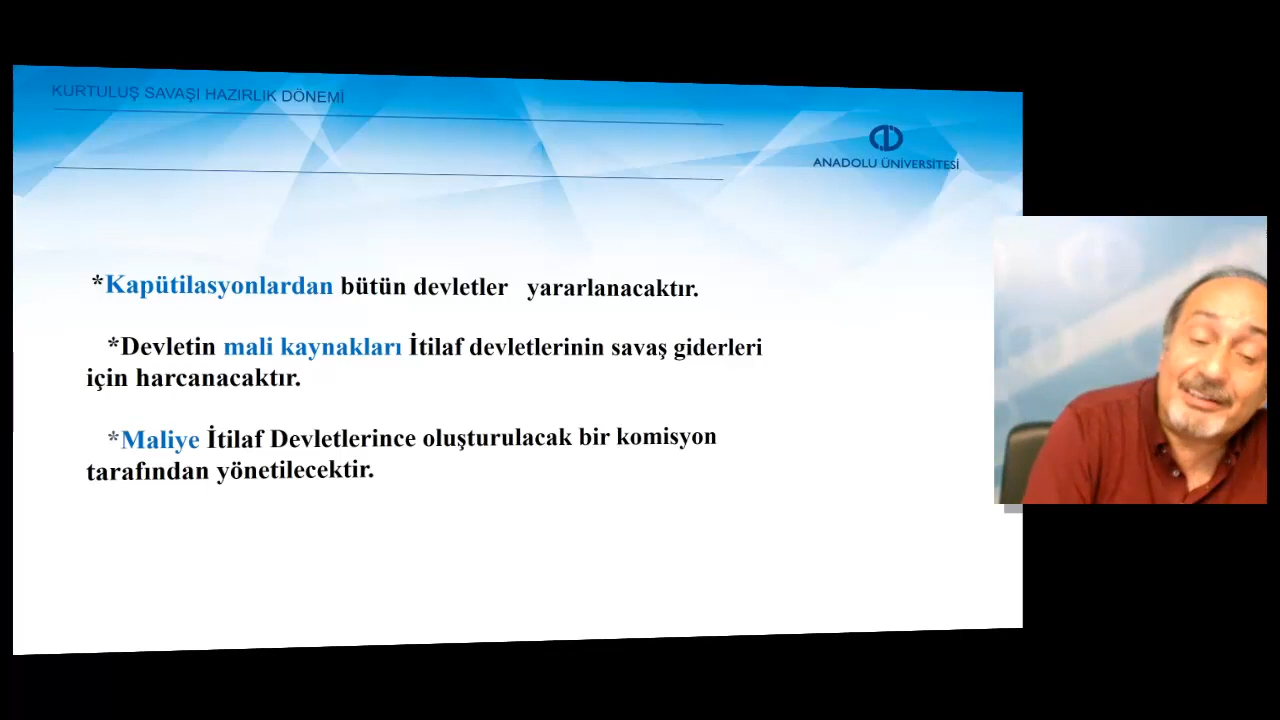 KURTULUŞ SAVAŞI HAZIRLIK DÖNEMİ
ANADOLU ÜNİVERSİTESİ
*Kapütilasyonlardan bütün devletler yararlanacaktır.
*Devletin mali kaynakları İtilaf devletlerinin savaş giderleri
için harcanacaktır.
*Maliye İtilaf Devletlerince oluşturulacak bir komisyon
tarafından yönetilecektir.